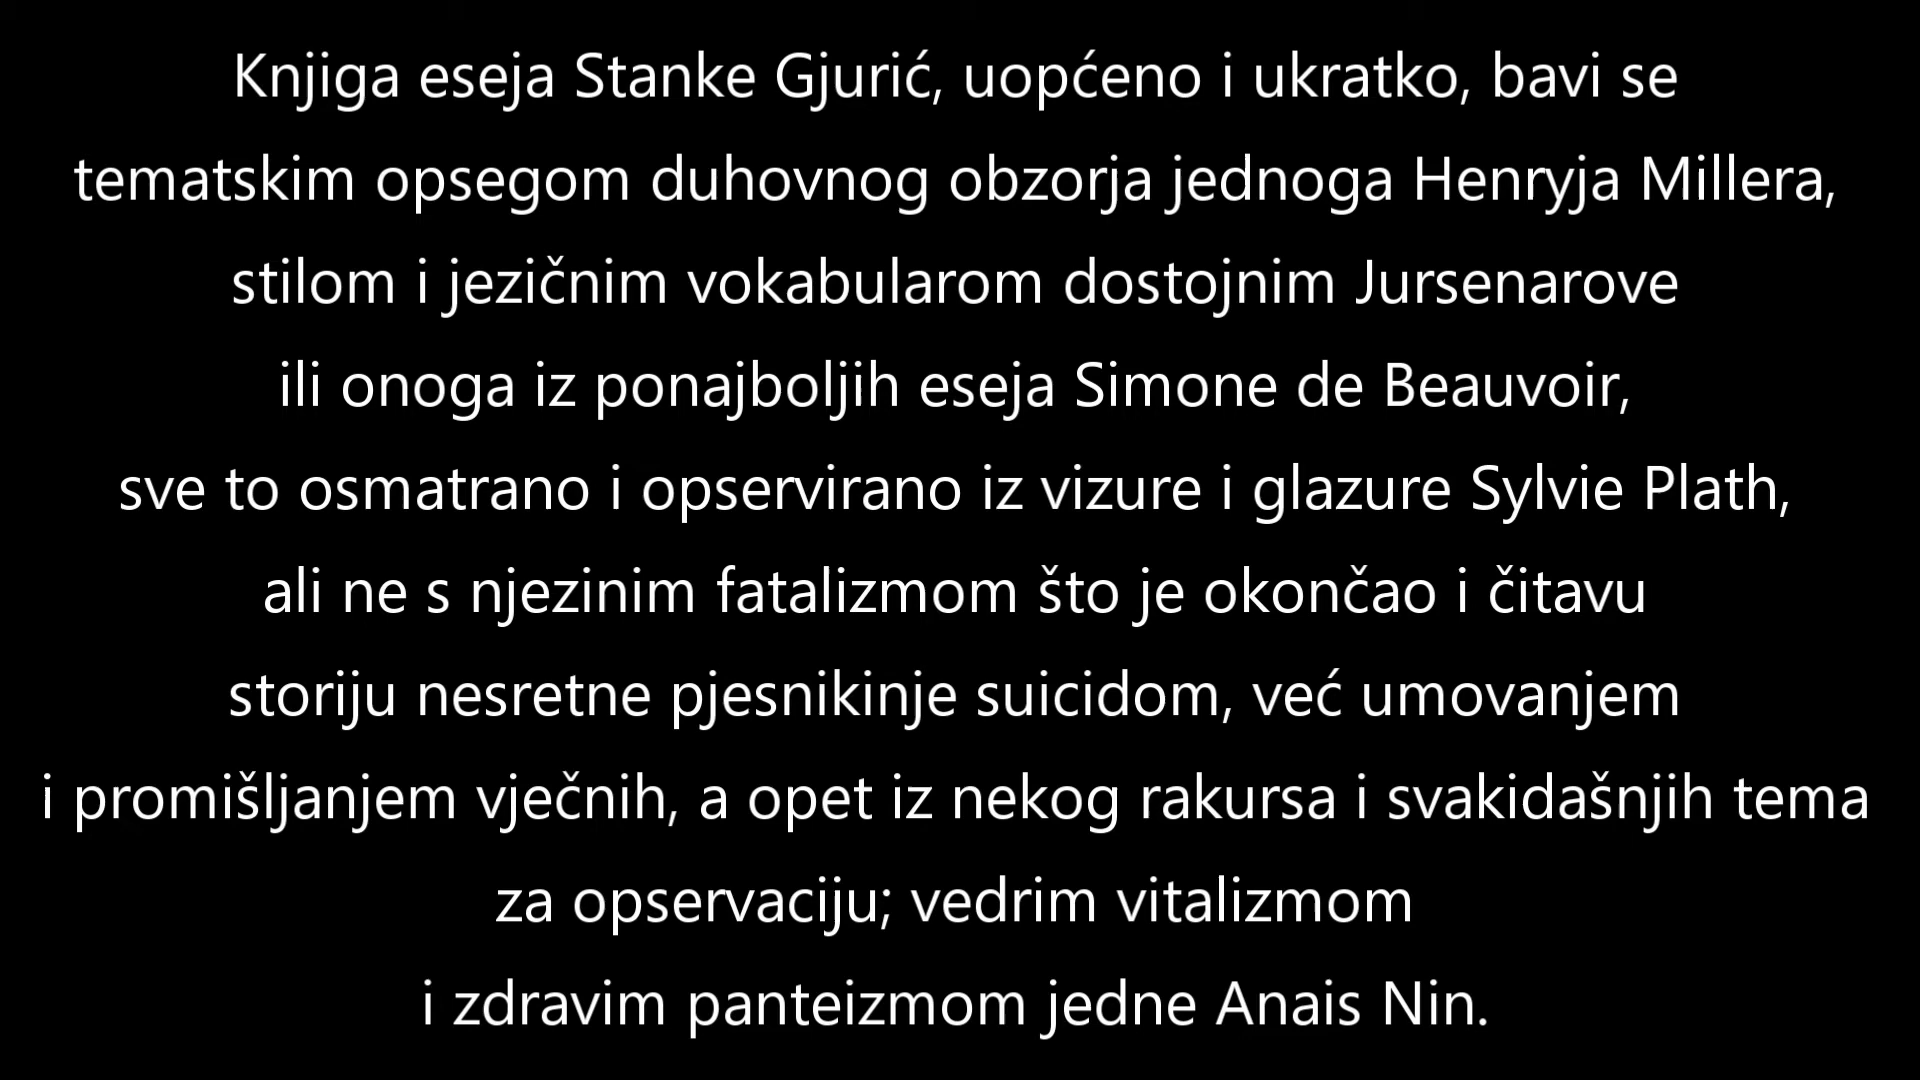 Knjiga eseja Stanke Gjurić, uopćeno i ukratko, bavi se
tematskim opsegom duhovnog obzorja jednoga Henryja Millera,
stilom i jezičnim vokabularom dostojnim Jursenarove
ili onoga iz ponajboljih eseja Simone de Beauvoir,
sve to osmatrano i opservirano iz vizure i glazure Sylvie Plath,
ali ne s njezinim fatalizmom što je okončao i čitavu
storiju nesretne pjesnikinje suicidom, već umovanjem
i promišljanjem vječnih, a opet iz nekog rakursa i svakidašnjih tema
za opservaciju; vedrim vitalizmom
i zdravim panteizmom jedne Anais Nin.